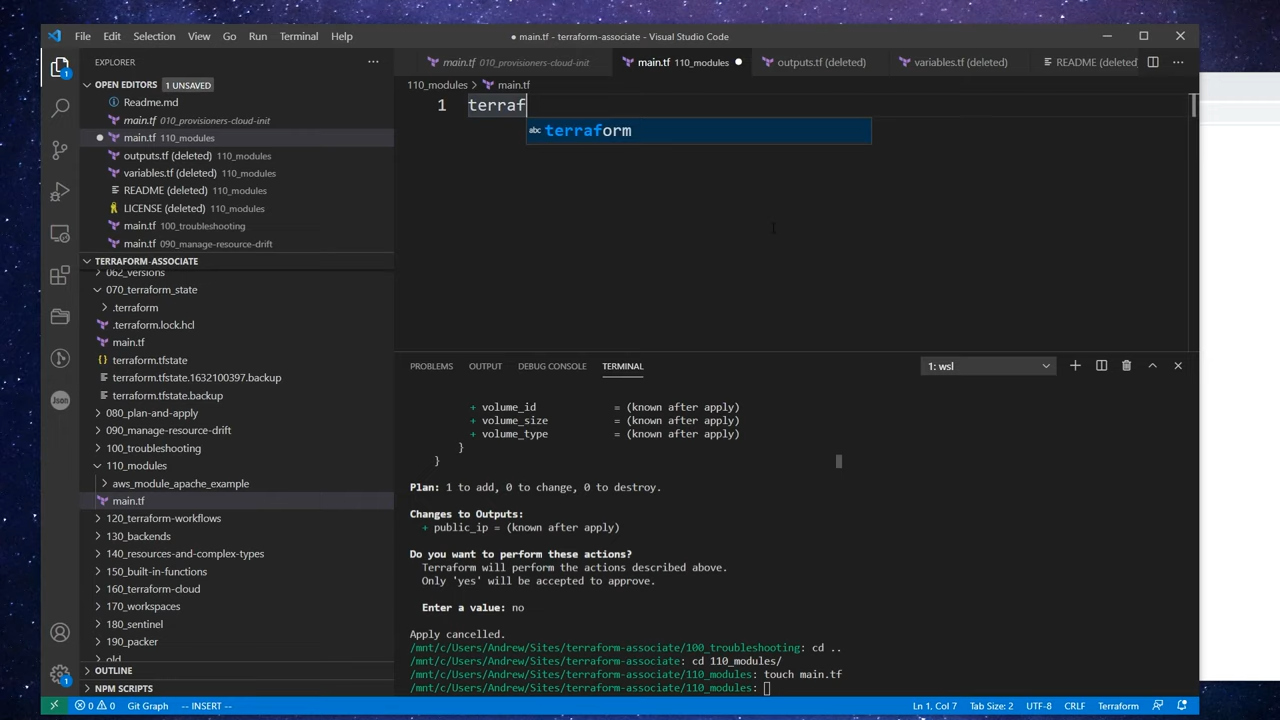 File Edit Selection View Go Run Terminal Help
● main.tf - terraform-associate - Visual Studio Code
EXPLORER
OPEN EDITORS 1 UNSAVED
Readme.md
main.tf 010_provisioners-cloud-init
main.tf 110_modules
outputs.tf (deleted) 110_modules
variables.tf (deleted) 110_modules
README (deleted) 110_modules
LICENSE (deleted) 110_modules
main.tf 100_troubleshooting
main.tf 090_manage-resource-drift
TERRAFORM-ASSOCIATE
062_versions
070_terraform_state
.terraform
.terraform.lock.hcl
main.tf
terraform.tfstate
terraform.tfstate.1632100397.backup
terraform.tfstate.backup
080_plan-and-apply
090_manage-resource-drift
100_troubleshooting
110_modules
aws_module_apache_example
main.tf
120_terraform-workflows
130_backends
140_resources-and-complex-types
150_built-in-functions
160_terraform-cloud
170_workspaces
180_sentinel
190_packer
old
OUTLINE
NPM SCRIPTS
main.tf 010_provisioners-cloud-init
main.tf 110_modules
outputs.tf (deleted)
variables.tf (deleted)
README (deleted)
110_modules > main.tf
1 terraf
abc terraform
PROBLEMS OUTPUT DEBUG CONSOLE TERMINAL
1: wsl
+ volume_id = (known after apply)
+ volume_size = (known after apply)
+ volume_type = (known after apply)
}
}
Plan: 1 to add, 0 to change, 0 to destroy.
Changes to Outputs:
+ public_ip = (known after apply)
Do you want to perform these actions?
Terraform will perform the actions described above.
Only 'yes' will be accepted to approve.
Enter a value: no
Apply cancelled.
/mnt/c/Users/Andrew/Sites/terraform-associate/100_troubleshooting: cd ..
/mnt/c/Users/Andrew/Sites/terraform-associate: cd 110_modules/
/mnt/c/Users/Andrew/Sites/terraform-associate/110_modules: touch main.tf
/mnt/c/Users/Andrew/Sites/terraform-associate/110_modules:
1
Json
1
0 0 Git Graph -- INSERT -- Ln 1, Col 7 Tab Size: 2 UTF-8 CRLF Terraform